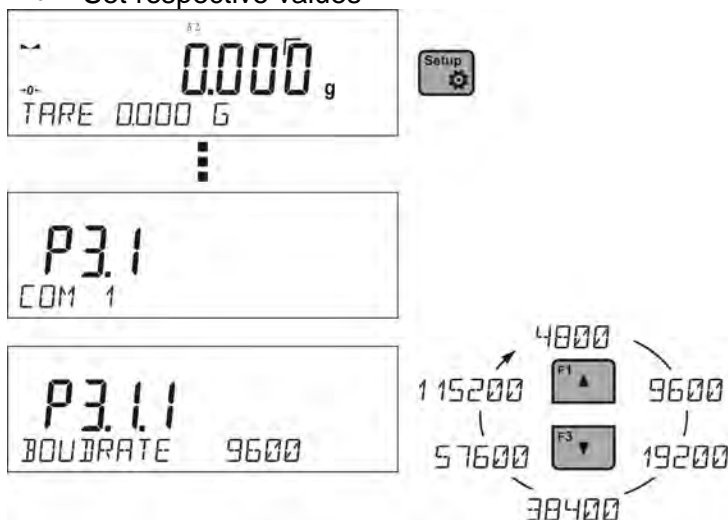 Set respective values
0.000 g
Setup
→0←
TARE 0.000 G
P3.1
COM 1
P3.1.1
BOUDRATE 9600
4800
115200
F1
9600
57600
F3
19200
38400